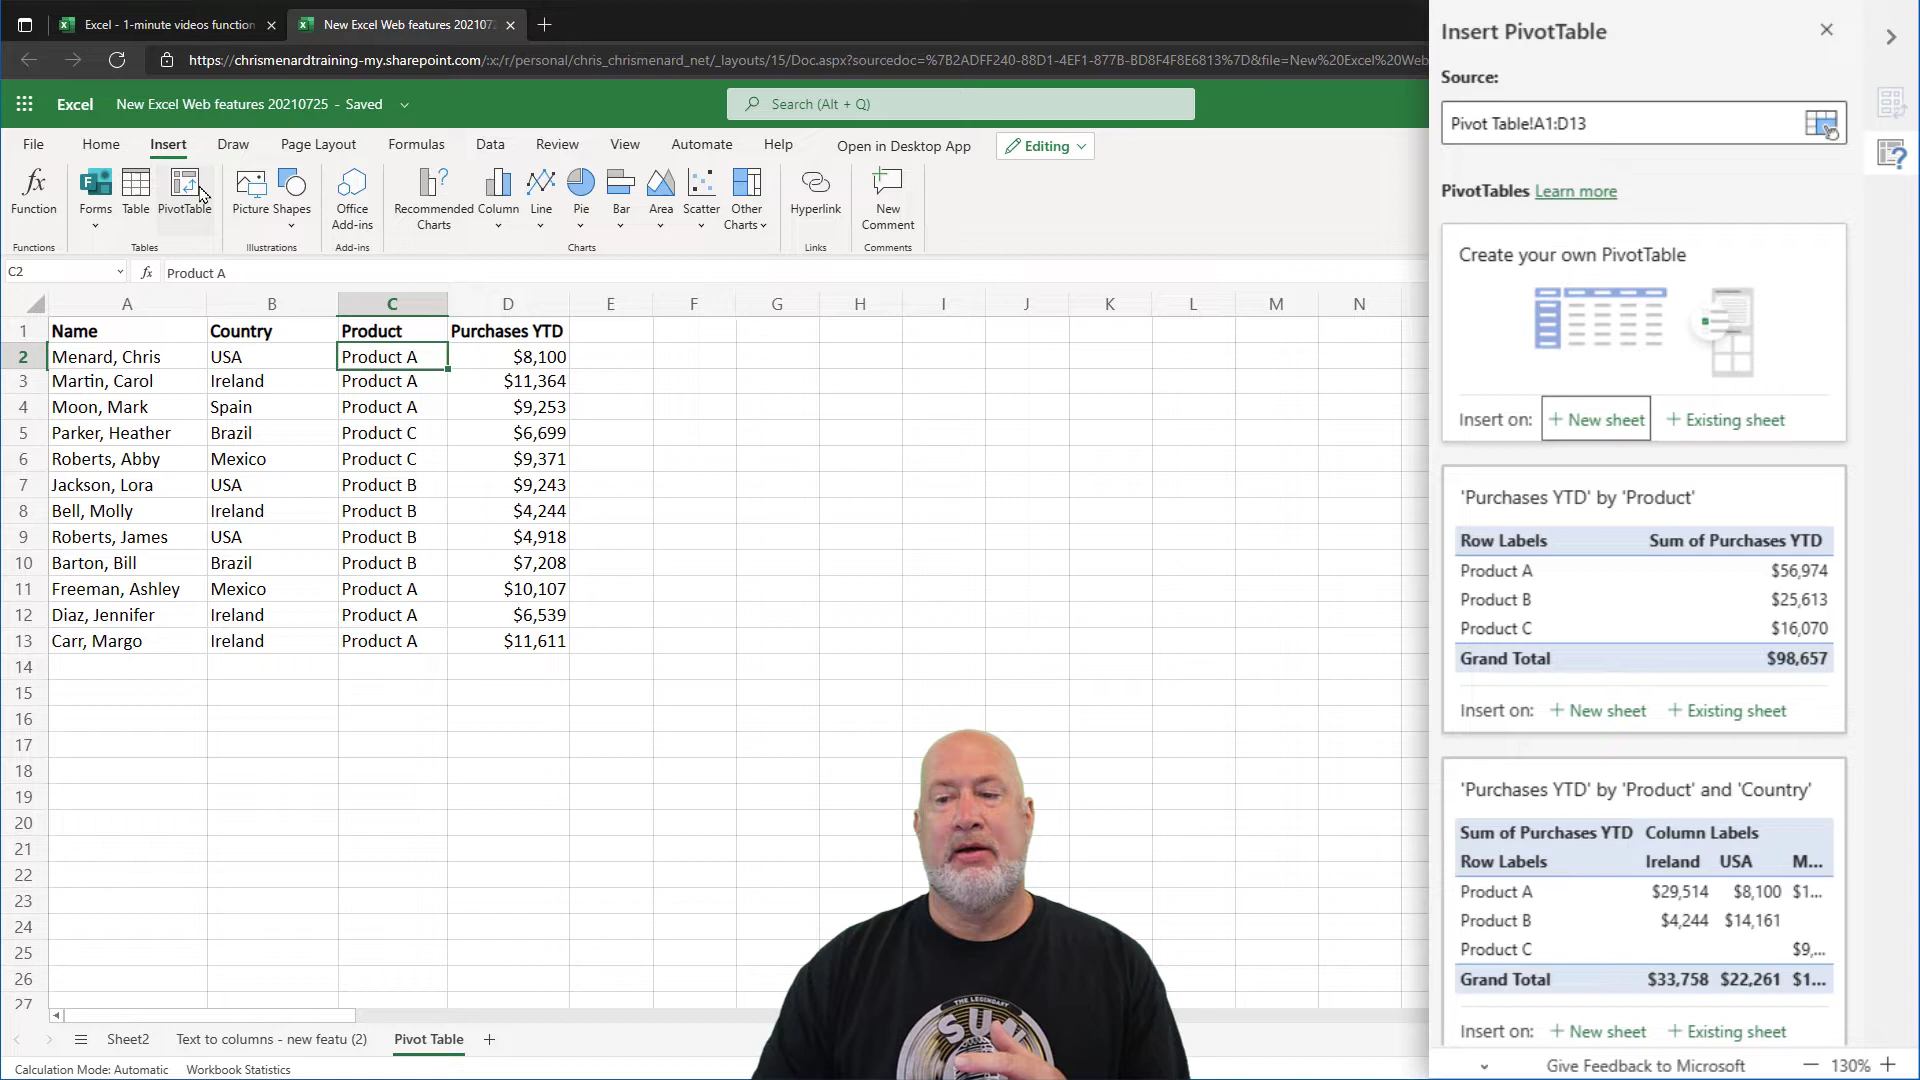 Excel - 1-minute videos function
New Excel Web features 202107
https://chrismenardtraining-my.sharepoint.com/:x:/r/personal/chris_chrismenard_net/_layouts/15/Doc.aspx?sourcedoc=%7B2ADFF240-88D1-4EF1-877B-BD8F4F8E6813%7D&file=New%20Excel%20Web
Excel New Excel Web features 20210725 - Saved
Search (Alt + Q)
File Home Insert Draw Page Layout Formulas Data Review View Automate Help Open in Desktop App Editing
Function Forms Table PivotTable Picture Shapes Office Add-ins Recommended Charts Column Line Pie Bar Area Scatter Other Charts Hyperlink New Comment
Functions Tables Illustrations Add-ins Charts Links Comments
C2 fx Product A
A B C D E F G H I J K L M N
1 Name Country Product Purchases YTD
2 Menard, Chris USA Product A $8,100
3 Martin, Carol Ireland Product A $11,364
4 Moon, Mark Spain Product A $9,253
5 Parker, Heather Brazil Product C $6,699
6 Roberts, Abby Mexico Product C $9,371
7 Jackson, Lora USA Product B $9,243
8 Bell, Molly Ireland Product B $4,244
9 Roberts, James USA Product B $4,918
10 Barton, Bill Brazil Product B $7,208
11 Freeman, Ashley Mexico Product A $10,107
12 Diaz, Jennifer Ireland Product A $6,539
13 Carr, Margo Ireland Product A $11,611
14
15
16
17
18
19
20
21
22
23
24
25
26
27
THE LEGENDARY
SUM
Sheet2 Text to columns - new featu (2) Pivot Table
Calculation Mode: Automatic Workbook Statistics
Insert PivotTable
Source:
Pivot Table!A1:D13
PivotTables Learn more
Create your own PivotTable
Insert on: + New sheet + Existing sheet
'Purchases YTD' by 'Product'
Row Labels Sum of Purchases YTD
Product A $56,974
Product B $25,613
Product C $16,070
Grand Total $98,657
Insert on: + New sheet + Existing sheet
'Purchases YTD' by 'Product' and 'Country'
Sum of Purchases YTD Column Labels
Row Labels Ireland USA M...
Product A $29,514 $8,100 $1...
Product B $4,244 $14,161
Product C $9,...
Grand Total $33,758 $22,261 $1...
Insert on: + New sheet + Existing sheet
Give Feedback to Microsoft — 130% +